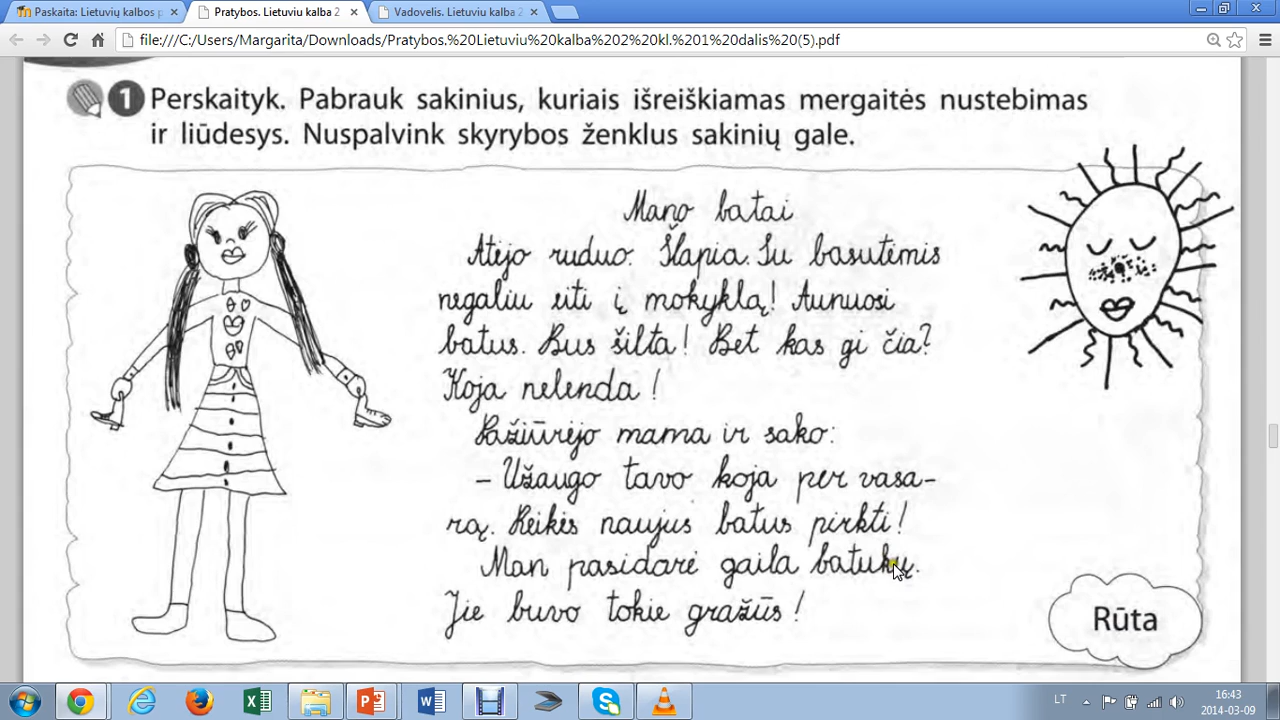 Paskaita: Lietuvių kalbos p
Pratybos. Lietuviu kalba 2
Vadovelis. Lietuviu kalba 2
file:///C:/Users/Margarita/Downloads/Pratybos.%20Lietuviu%20kalba%202%20kl.%201%20dalis%20(5).pdf
1 Perskaityk. Pabrauk sakinius, kuriais išreiškiamas mergaitės nustebimas
ir liūdesys. Nuspalvink skyrybos ženklus sakinių gale.
Mano batai
Atėjo ruduo. Šlapia. Su basutėmis
negaliu eiti į mokyklą! Aunuosi
batus. Bus šilta! Bet kas gi čia?
Koja nelenda!
Pažiūrėjo mama ir sako:
– Užaugo tavo koja per vasa-
rą. Reikės naujus batus pirkti!
Man pasidarė gaila batukų.
Jie buvo tokie gražūs!
Rūta
LT
16:43
2014-03-09